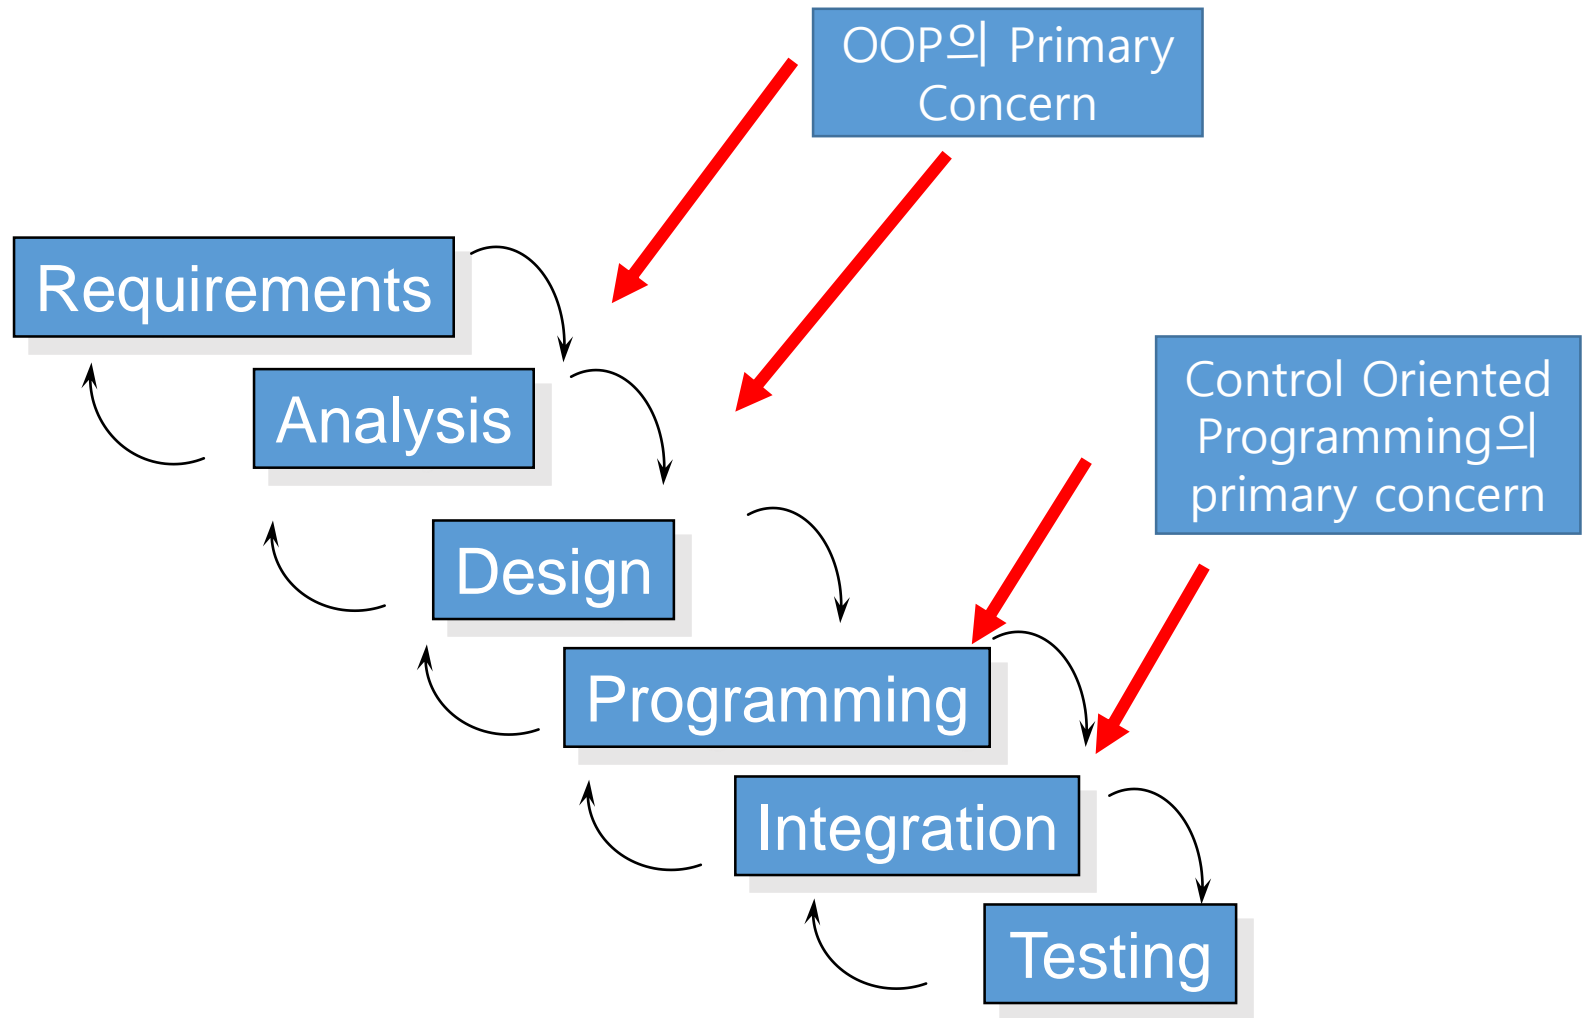 OOP의 Primary
Concern
Requirements
Analysis
Control Oriented
Programming의
primary concern
Design
Programming
Integration
Testing